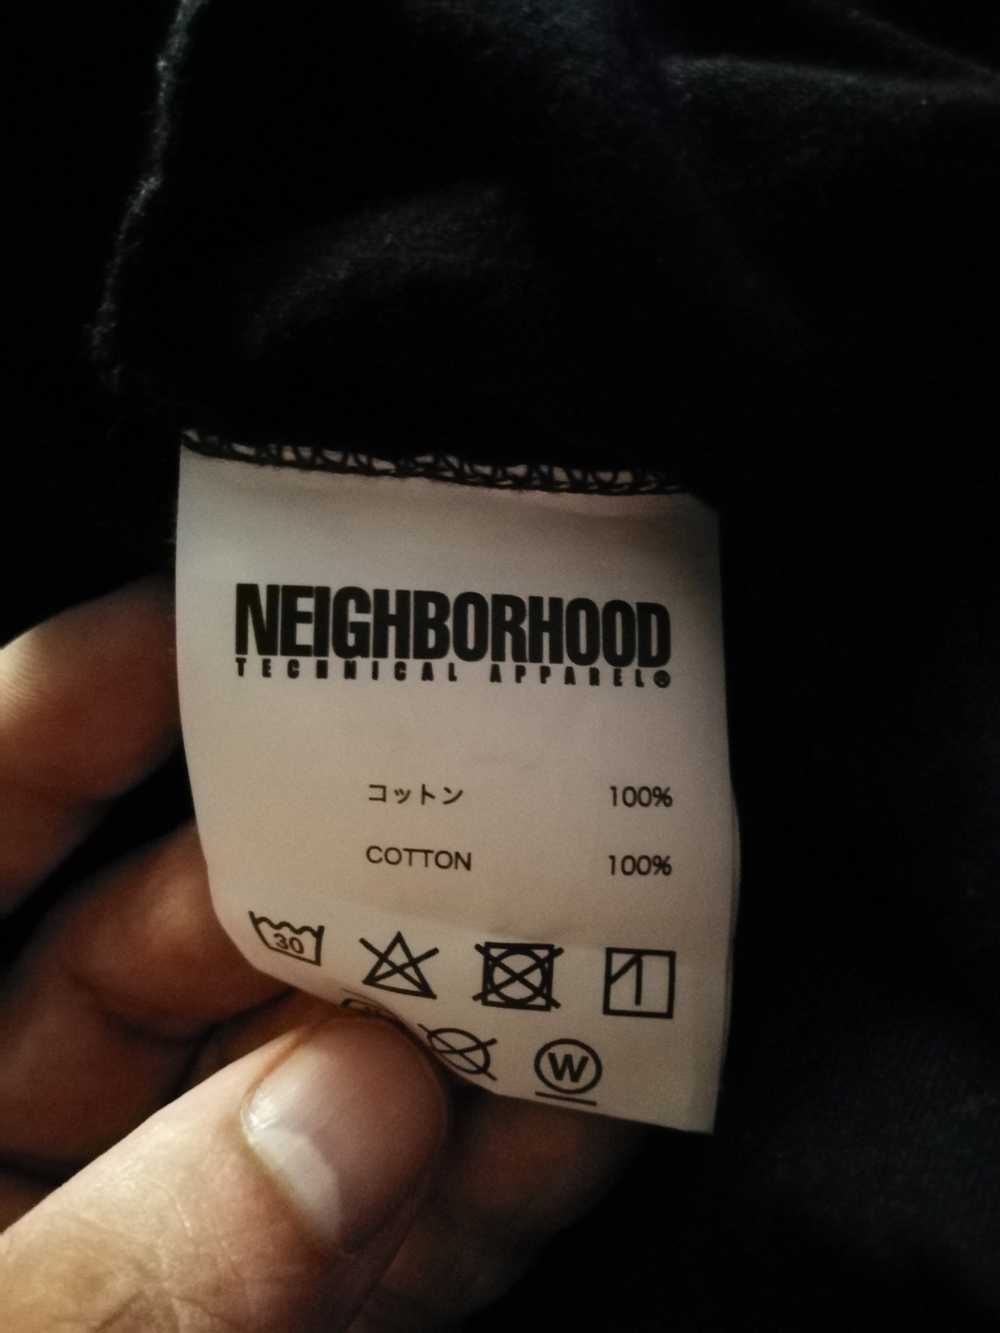 NEIGHBORHOOD
TECHNICAL APPAREL®
コットン 100%
COTTON 100%
30
W